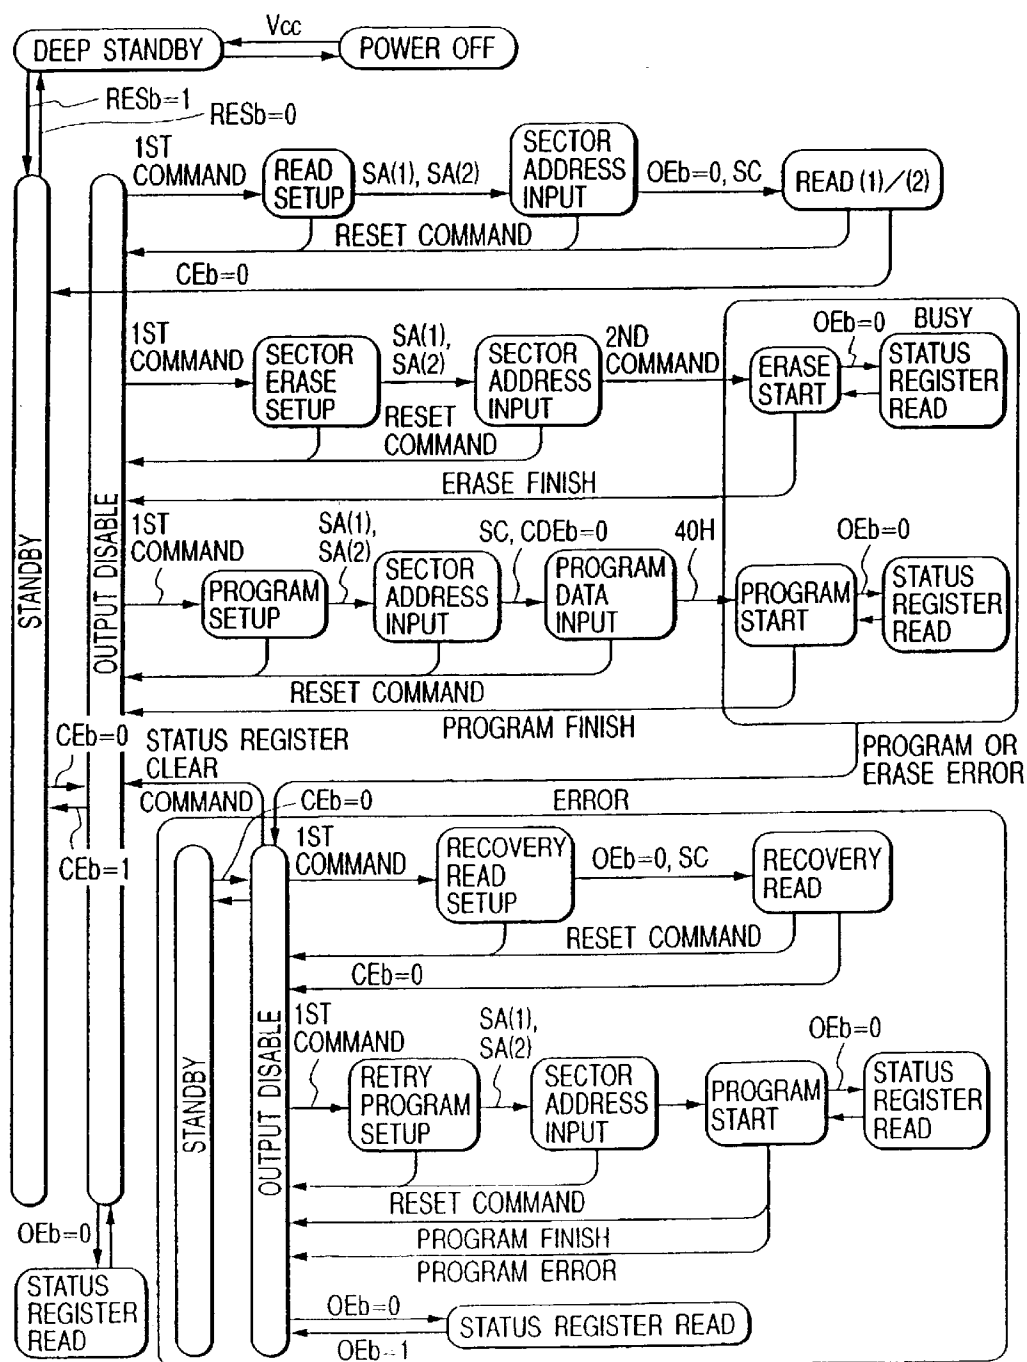 Vcc
DEEP STANDBY
POWER OFF
RESb=1
RESb=0
1ST
COMMAND
READ
SETUP
SA(1), SA(2)
SECTOR
ADDRESS
INPUT
OEb=0, SC
READ (1)/(2)
RESET COMMAND
CEb=0
1ST
COMMAND
SECTOR
ERASE
SETUP
SA(1),
SA(2)
SECTOR
ADDRESS
INPUT
2ND
COMMAND
OEb=0
BUSY
ERASE
START
STATUS
REGISTER
READ
RESET
COMMAND
ERASE FINISH
STANDBY
OUTPUT DISABLE
1ST
COMMAND
PROGRAM
SETUP
SA(1),
SA(2)
SECTOR
ADDRESS
INPUT
SC, CDEb=0
PROGRAM
DATA
INPUT
40H
PROGRAM
START
OEb=0
STATUS
REGISTER
READ
RESET COMMAND
PROGRAM FINISH
CEb=0
STATUS REGISTER
CLEAR
COMMAND
PROGRAM OR
ERASE ERROR
CEb=0
ERROR
CEb=1
1ST
COMMAND
RECOVERY
READ
SETUP
OEb=0, SC
RECOVERY
READ
RESET COMMAND
CEb=0
STANDBY
OUTPUT DISABLE
1ST
COMMAND
RETRY
PROGRAM
SETUP
SA(1),
SA(2)
SECTOR
ADDRESS
INPUT
PROGRAM
START
OEb=0
STATUS
REGISTER
READ
RESET COMMAND
PROGRAM FINISH
PROGRAM ERROR
OEb=0
STATUS
REGISTER
READ
OEb=0
OEb=1
STATUS REGISTER READ